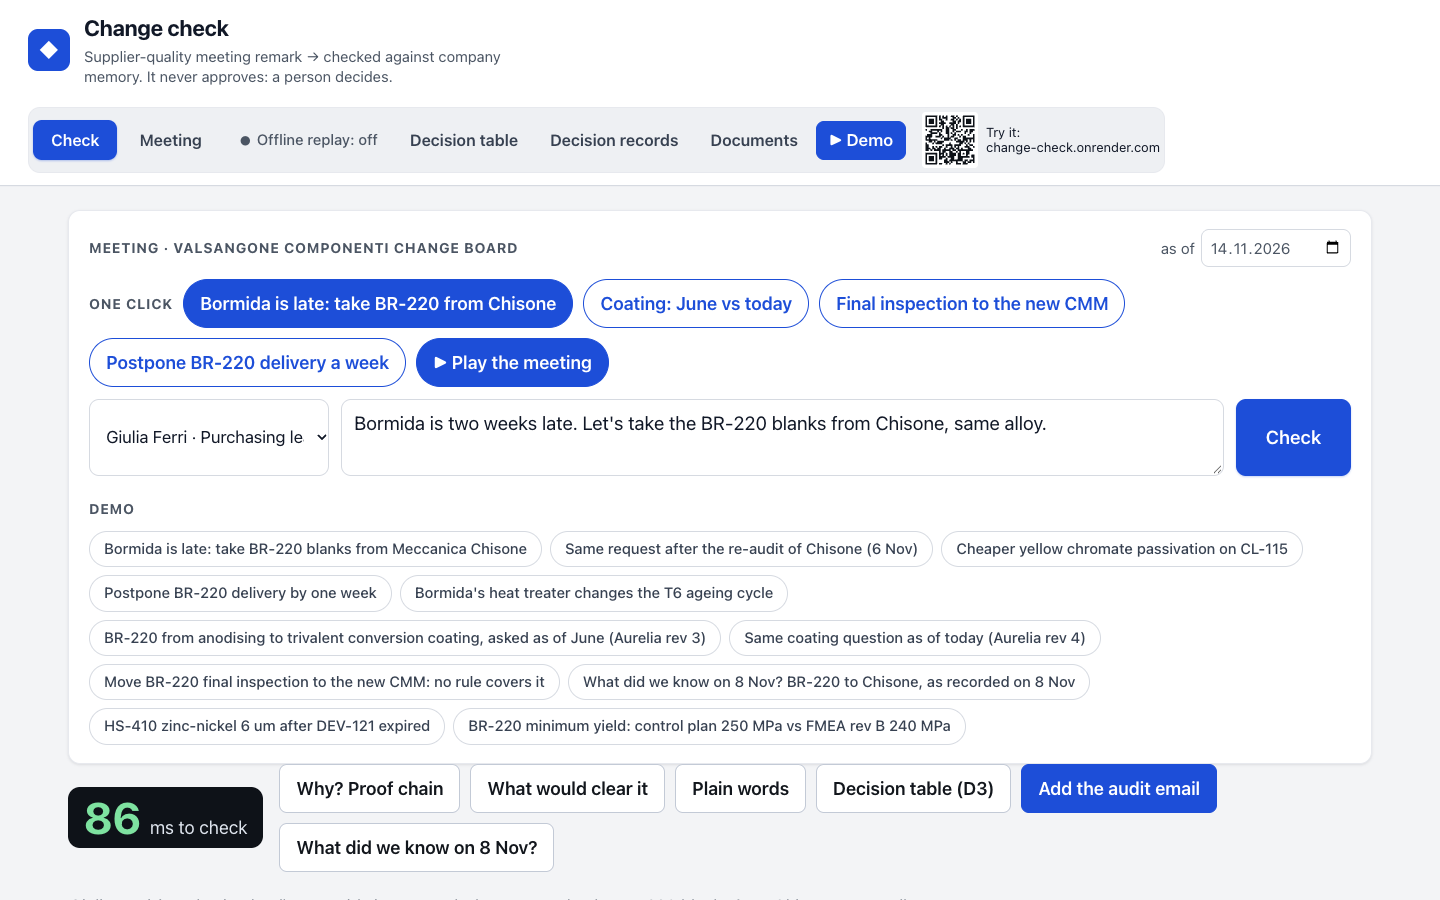 Change check
Supplier-quality meeting remark → checked against company
memory. It never approves: a person decides.
Check
Meeting
Offline replay: off
Decision table
Decision records
Documents
▶ Demo
Try it:
change-check.onrender.com
MEETING · VALSANGONE COMPONENTI CHANGE BOARD
as of
14.11.2026
ONE CLICK
Bormida is late: take BR-220 from Chisone
Coating: June vs today
Final inspection to the new CMM
Postpone BR-220 delivery a week
▶ Play the meeting
Giulia Ferri · Purchasing le
Bormida is two weeks late. Let's take the BR-220 blanks from Chisone, same alloy.
Check
DEMO
Bormida is late: take BR-220 blanks from Meccanica Chisone
Same request after the re-audit of Chisone (6 Nov)
Cheaper yellow chromate passivation on CL-115
Postpone BR-220 delivery by one week
Bormida's heat treater changes the T6 ageing cycle
BR-220 from anodising to trivalent conversion coating, asked as of June (Aurelia rev 3)
Same coating question as of today (Aurelia rev 4)
Move BR-220 final inspection to the new CMM: no rule covers it
What did we know on 8 Nov? BR-220 to Chisone, as recorded on 8 Nov
HS-410 zinc-nickel 6 um after DEV-121 expired
BR-220 minimum yield: control plan 250 MPa vs FMEA rev B 240 MPa
86 ms to check
Why? Proof chain
What would clear it
Plain words
Decision table (D3)
Add the audit email
What did we know on 8 Nov?